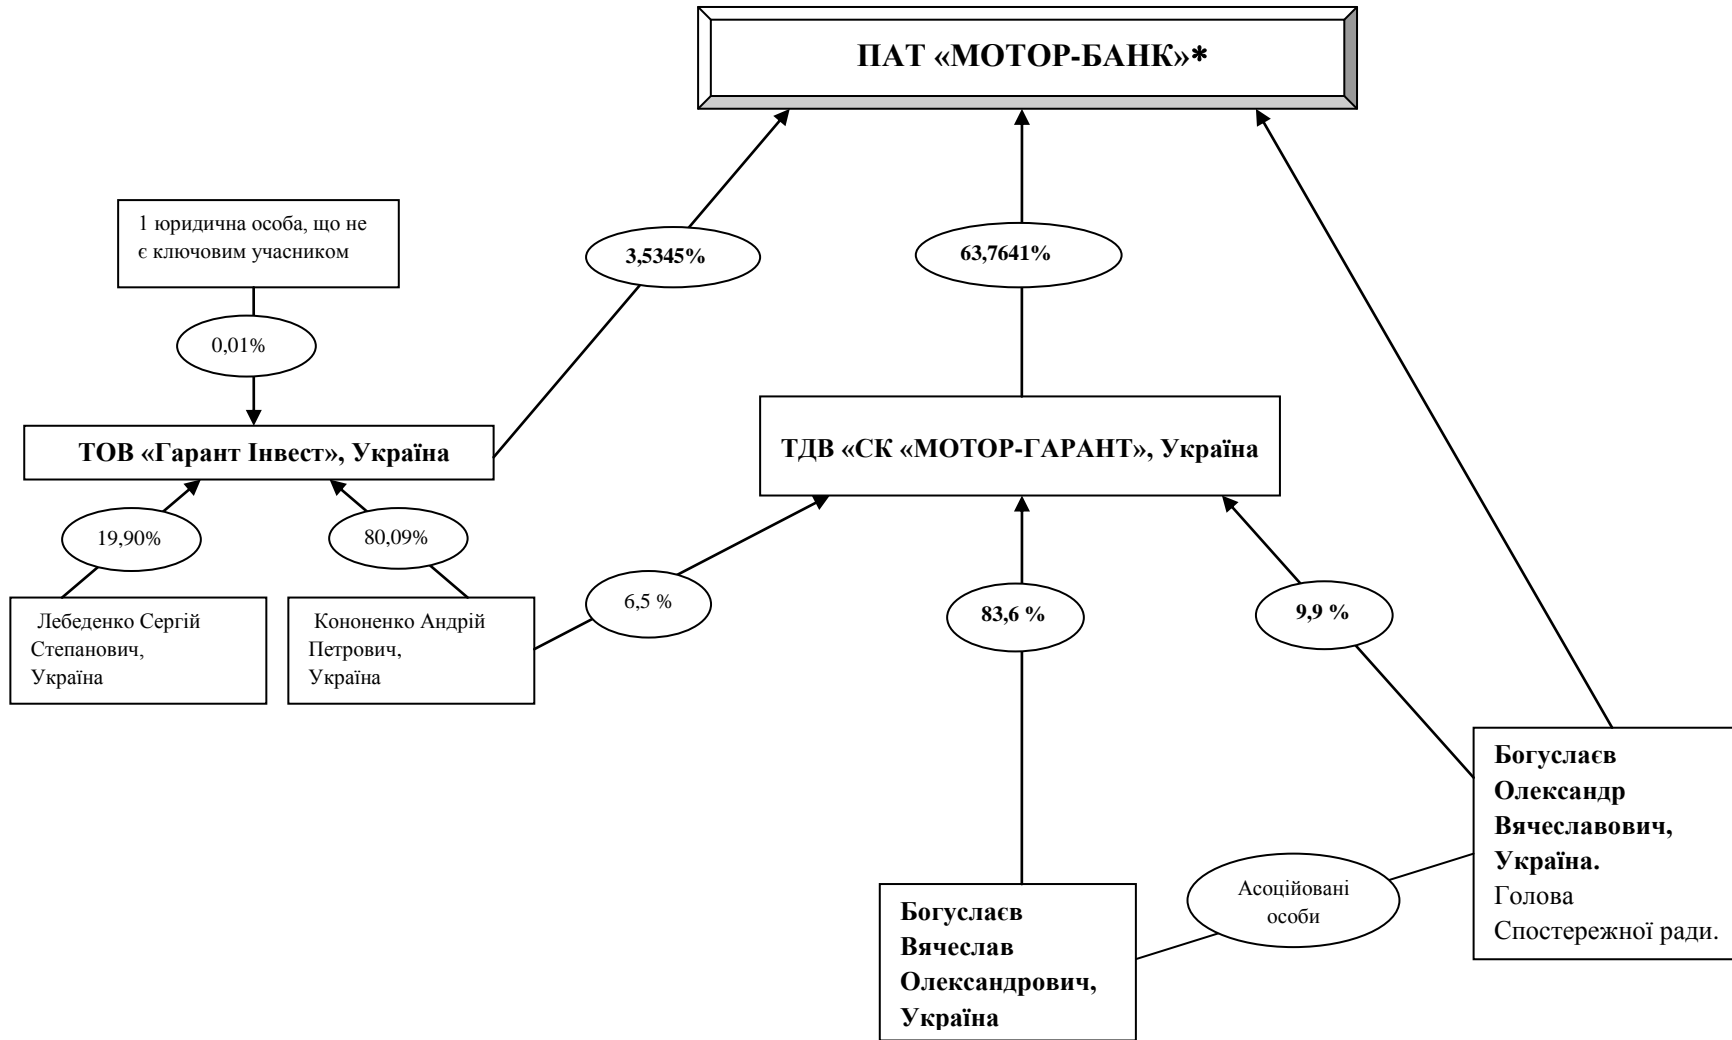 ПАТ «МОТОР-БАНК»*
1 юридична особа, що не
є ключовим учасником
3,5345%
63,7641%
0,01%
ТОВ «Гарант Інвест», Україна
ТДВ «СК «МОТОР-ГАРАНТ», Україна
19,90%
80,09%
6,5 %
83,6 %
9,9 %
Лебеденко Сергій
Степанович,
Україна
Кононенко Андрій
Петрович,
Україна
Богуслаєв
Олександр
Вячеславович,
Україна.
Голова
Спостережної ради.
Асоційовані
особи
Богуслаєв
Вячеслав
Олександрович,
Україна